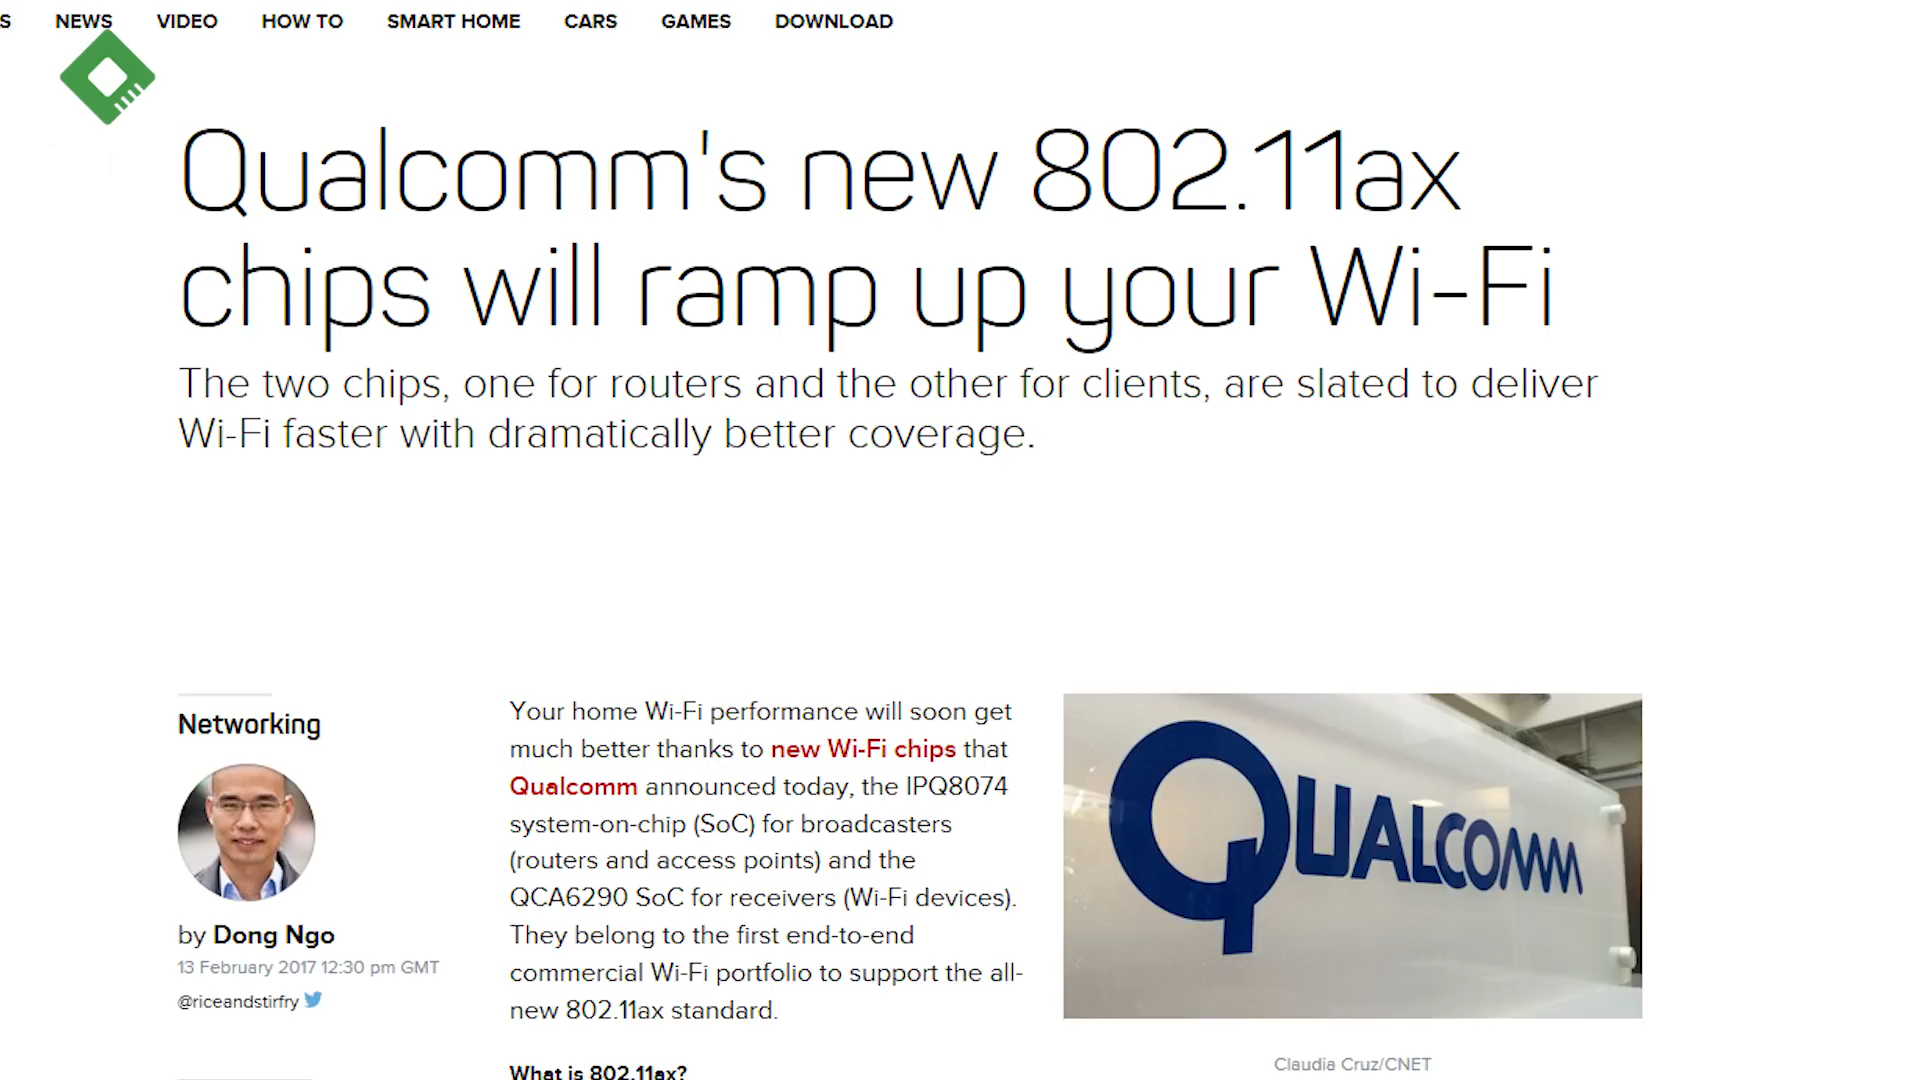 S NEWS VIDEO HOW TO SMART HOME CARS GAMES DOWNLOAD
Qualcomm's new 802.11ax
chips will ramp up your Wi-Fi
The two chips, one for routers and the other for clients, are slated to deliver
Wi-Fi faster with dramatically better coverage.
Networking
by Dong Ngo
13 February 2017 12:30 pm GMT
@riceandstirfry
Your home Wi-Fi performance will soon get
much better thanks to new Wi-Fi chips that
Qualcomm announced today, the IPQ8074
system-on-chip (SoC) for broadcasters
(routers and access points) and the
QCA6290 SoC for receivers (Wi-Fi devices).
They belong to the first end-to-end
commercial Wi-Fi portfolio to support the all-
new 802.11ax standard.
What is 802.11ax?
QUALCOMM
Claudia Cruz/CNET